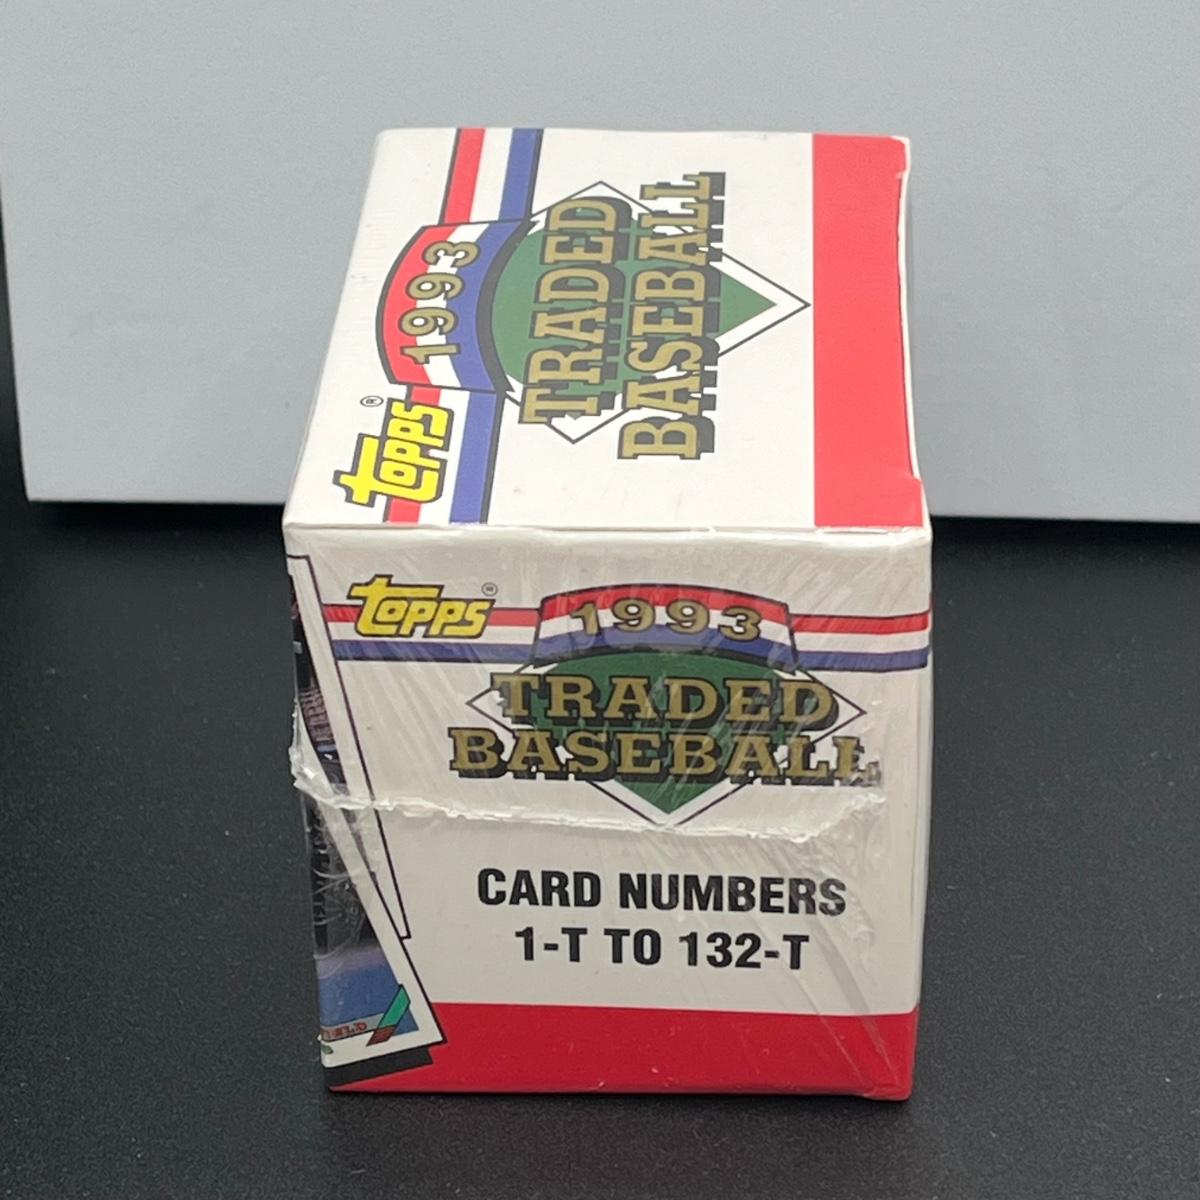 topps®
1993
TRADED
BASEBALL
topps®
1993
TRADED
BASEBALL
CARD NUMBERS
1-T TO 132-T